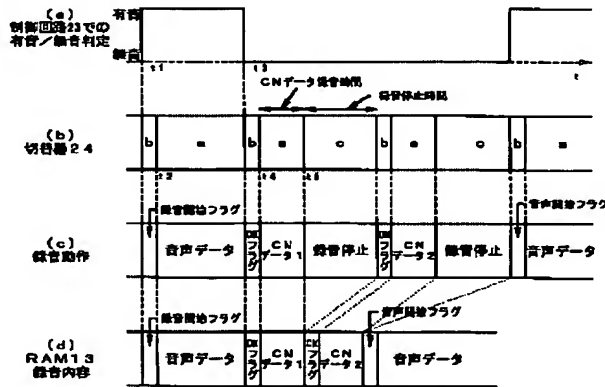 (a)
制御回路23での
有音/無音判定
有音
無音
t1
t3
t
CNデータ録音時間
録音停止時間
(b)
切替器24
b
a
b
a
c
b
a
c
b
a
t2
t4
t5
録音開始フラグ
音声開始フラグ
(c)
録音動作
音声データ
フラグ
CN
データ1
録音停止
フラグ
CN
データ2
録音停止
音声データ
録音開始フラグ
音声開始フラグ
(d)
RAM13
録音内容
音声データ
フラグ
CN
データ1
フラグ
CN
データ2
音声データ